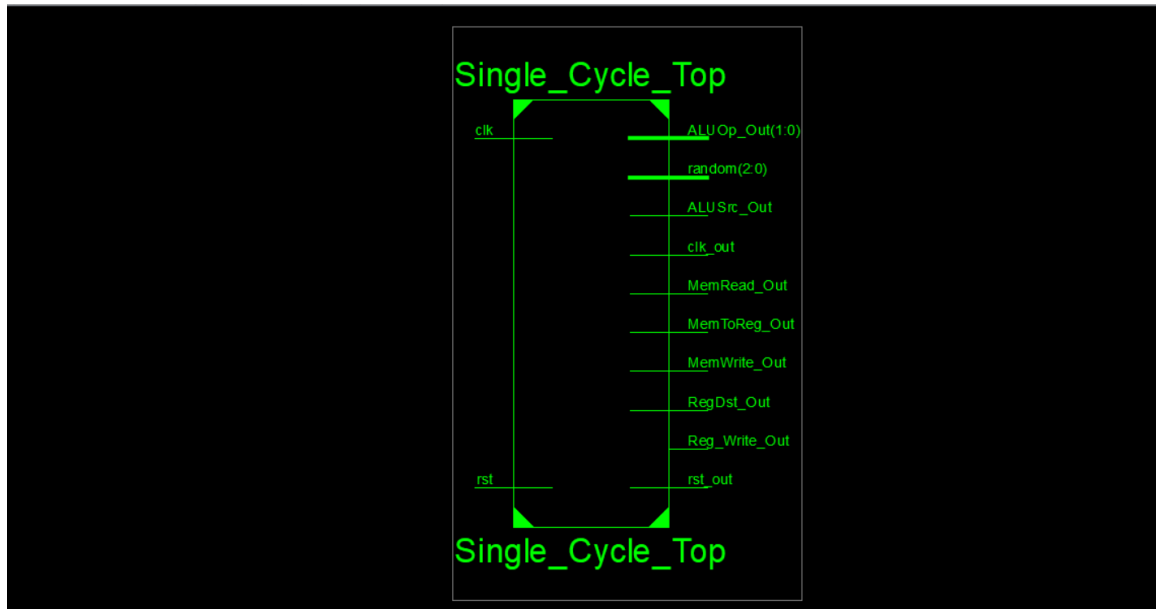 Single_Cycle_Top
clk
ALUOp_Out(1:0)
random(2:0)
ALUSrc_Out
clk_out
MemRead_Out
MemToReg_Out
MemWrite_Out
RegDst_Out
Reg_Write_Out
rst
rst_out
Single_Cycle_Top